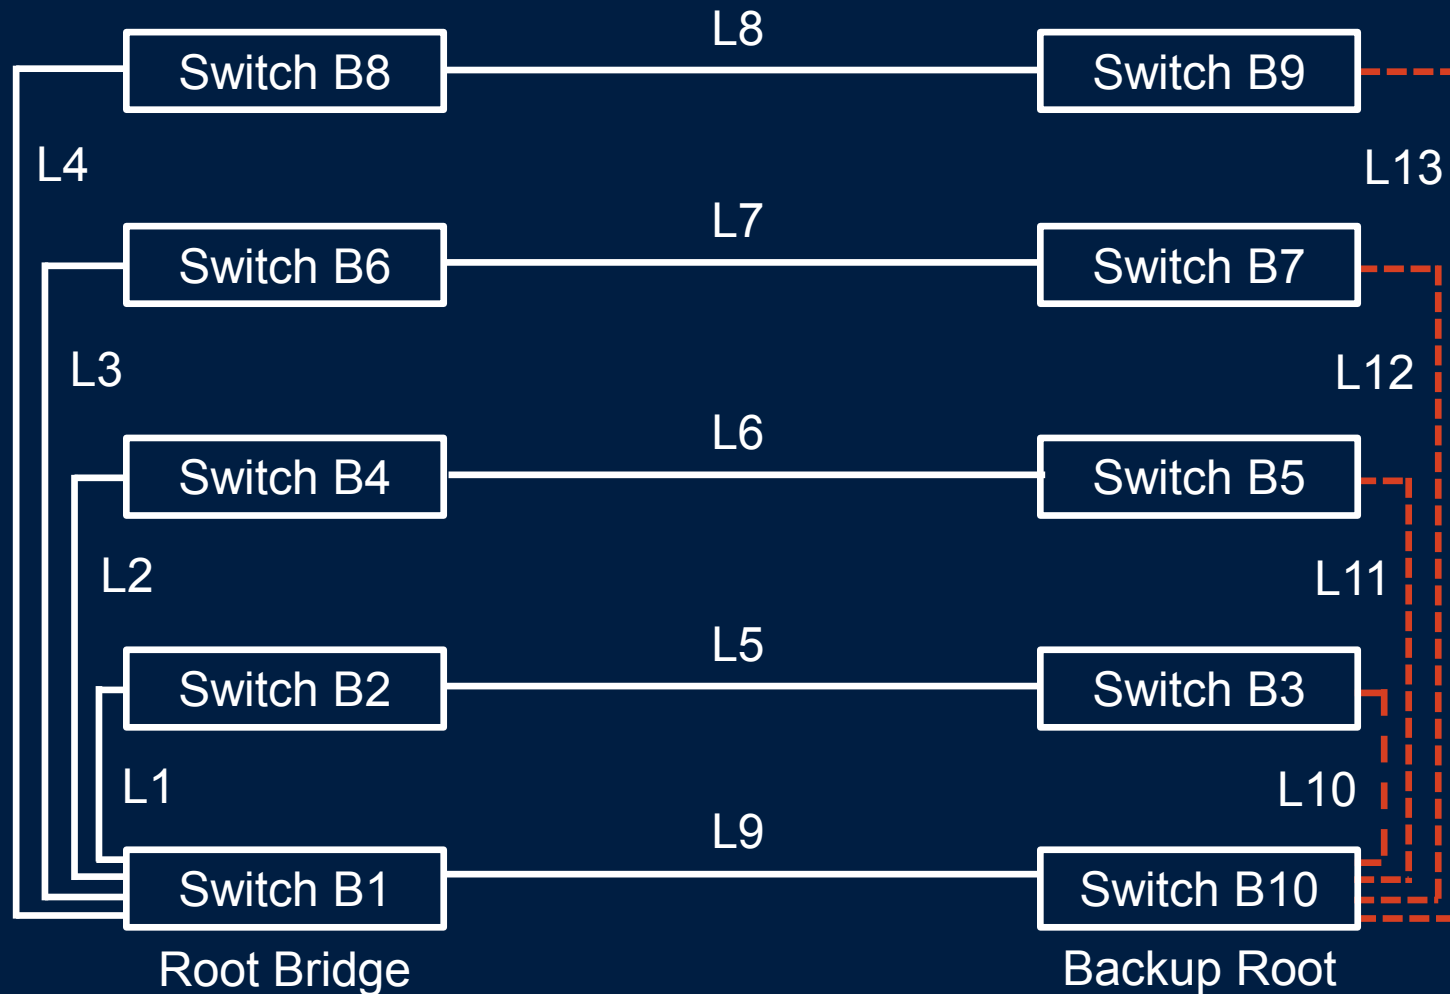 L8
Switch B8
Switch B9
L4
L13
L7
Switch B6
Switch B7
L3
L12
L6
Switch B4
Switch B5
L2
L11
L5
Switch B2
Switch B3
L1
L10
L9
Switch B1
Switch B10
Root Bridge
Backup Root